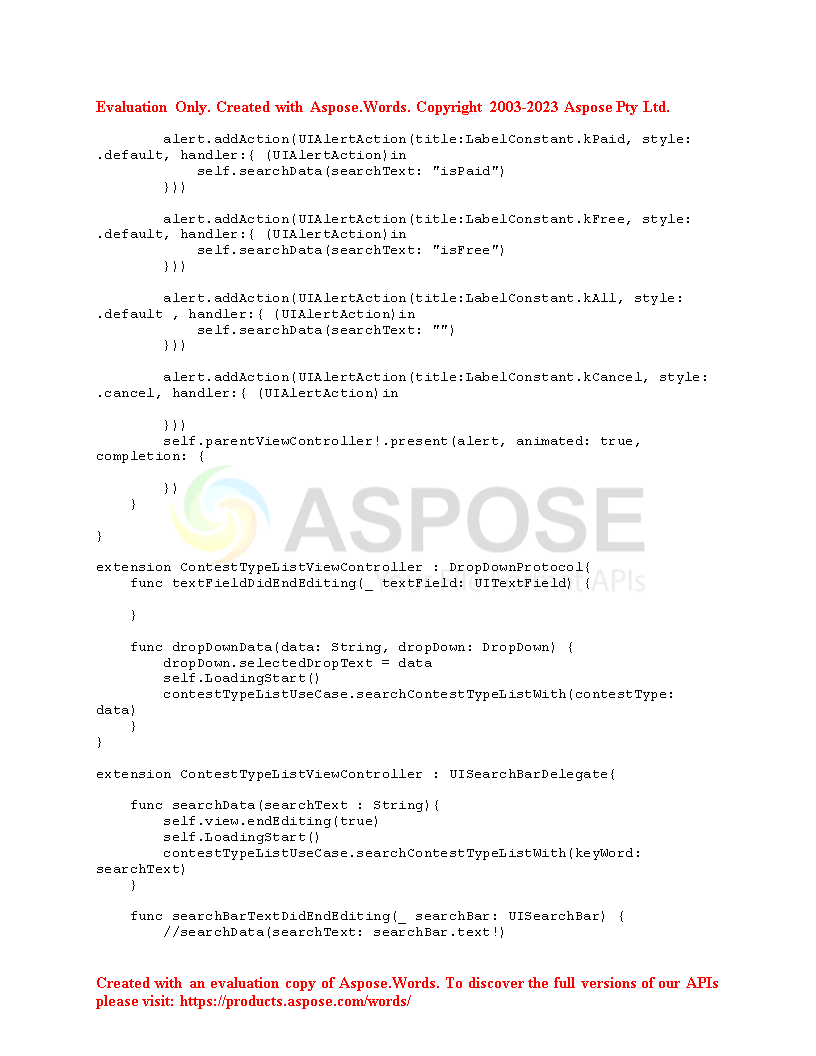 Evaluation Only. Created with Aspose.Words. Copyright 2003-2023 Aspose Pty Ltd.
        alert.addAction(UIAlertAction(title:LabelConstant.kPaid, style:
.default, handler:{ (UIAlertAction)in
            self.searchData(searchText: "isPaid")
        }))
        alert.addAction(UIAlertAction(title:LabelConstant.kFree, style:
.default, handler:{ (UIAlertAction)in
            self.searchData(searchText: "isFree")
        }))
        alert.addAction(UIAlertAction(title:LabelConstant.kAll, style:
.default , handler:{ (UIAlertAction)in
            self.searchData(searchText: "")
        }))
        alert.addAction(UIAlertAction(title:LabelConstant.kCancel, style:
.cancel, handler:{ (UIAlertAction)in
        }))
        self.parentViewController!.present(alert, animated: true,
completion: {
        })
    }
ASPOSE
}
extension ContestTypeListViewController : DropDownProtocol{
    func textFieldDidEndEditing(_ textField: UITextField) {
Your File Format APIs
    }
    func dropDownData(data: String, dropDown: DropDown) {
        dropDown.selectedDropText = data
        self.LoadingStart()
        contestTypeListUseCase.searchContestTypeListWith(contestType:
data)
    }
}
extension ContestTypeListViewController : UISearchBarDelegate{
    func searchData(searchText : String){
        self.view.endEditing(true)
        self.LoadingStart()
        contestTypeListUseCase.searchContestTypeListWith(keyWord:
searchText)
    }
    func searchBarTextDidEndEditing(_ searchBar: UISearchBar) {
        //searchData(searchText: searchBar.text!)
Created with an evaluation copy of Aspose.Words. To discover the full versions of our APIs
please visit: https://products.aspose.com/words/